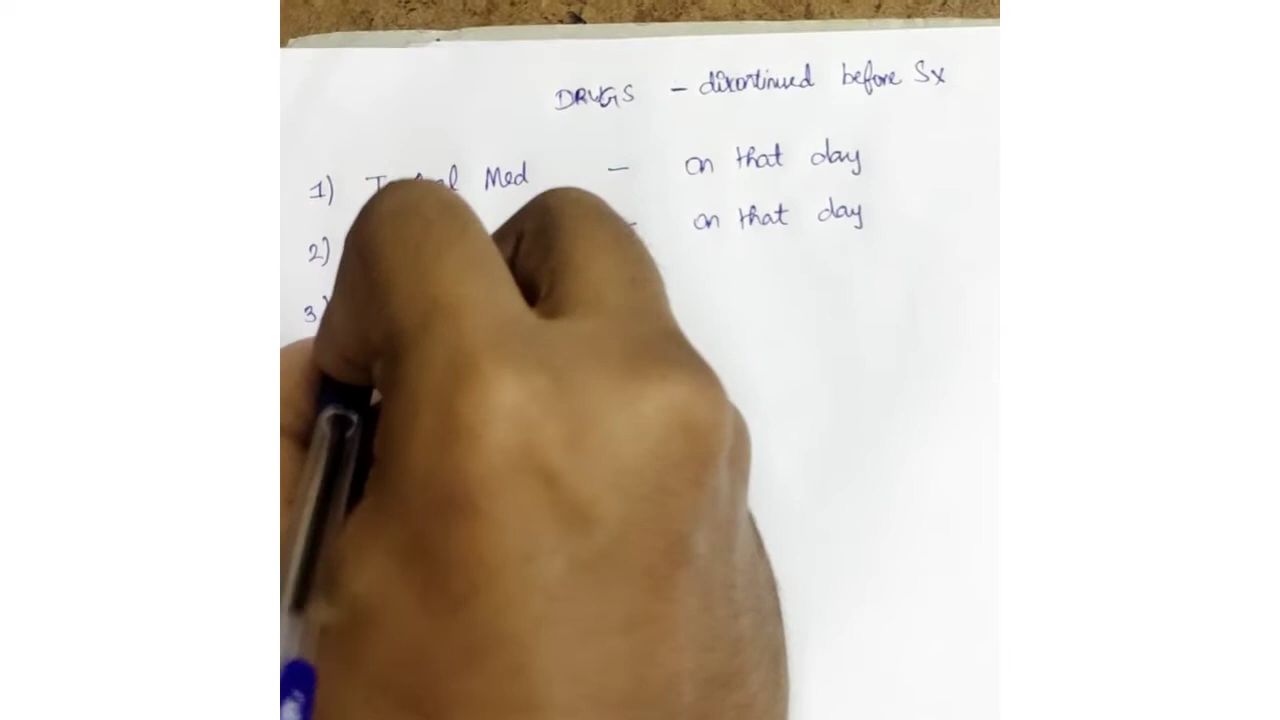 DRUGS - discontinued before Sx
1) Med - on that day
2) - on that day
3)